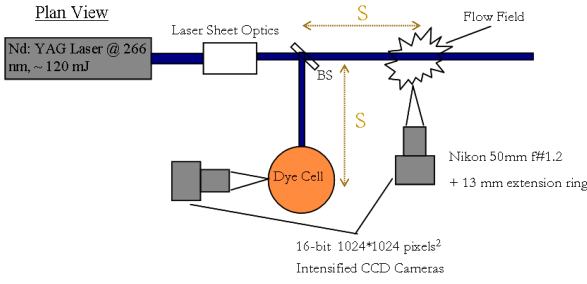 Plan View
Nd: YAG Laser @ 266
nm, ~ 120 mJ
Laser Sheet Optics
S
Flow Field
BS
S
Dye Cell
Nikon 50mm f#1.2
+ 13 mm extension ring
16-bit 1024*1024 pixels²
Intensified CCD Cameras